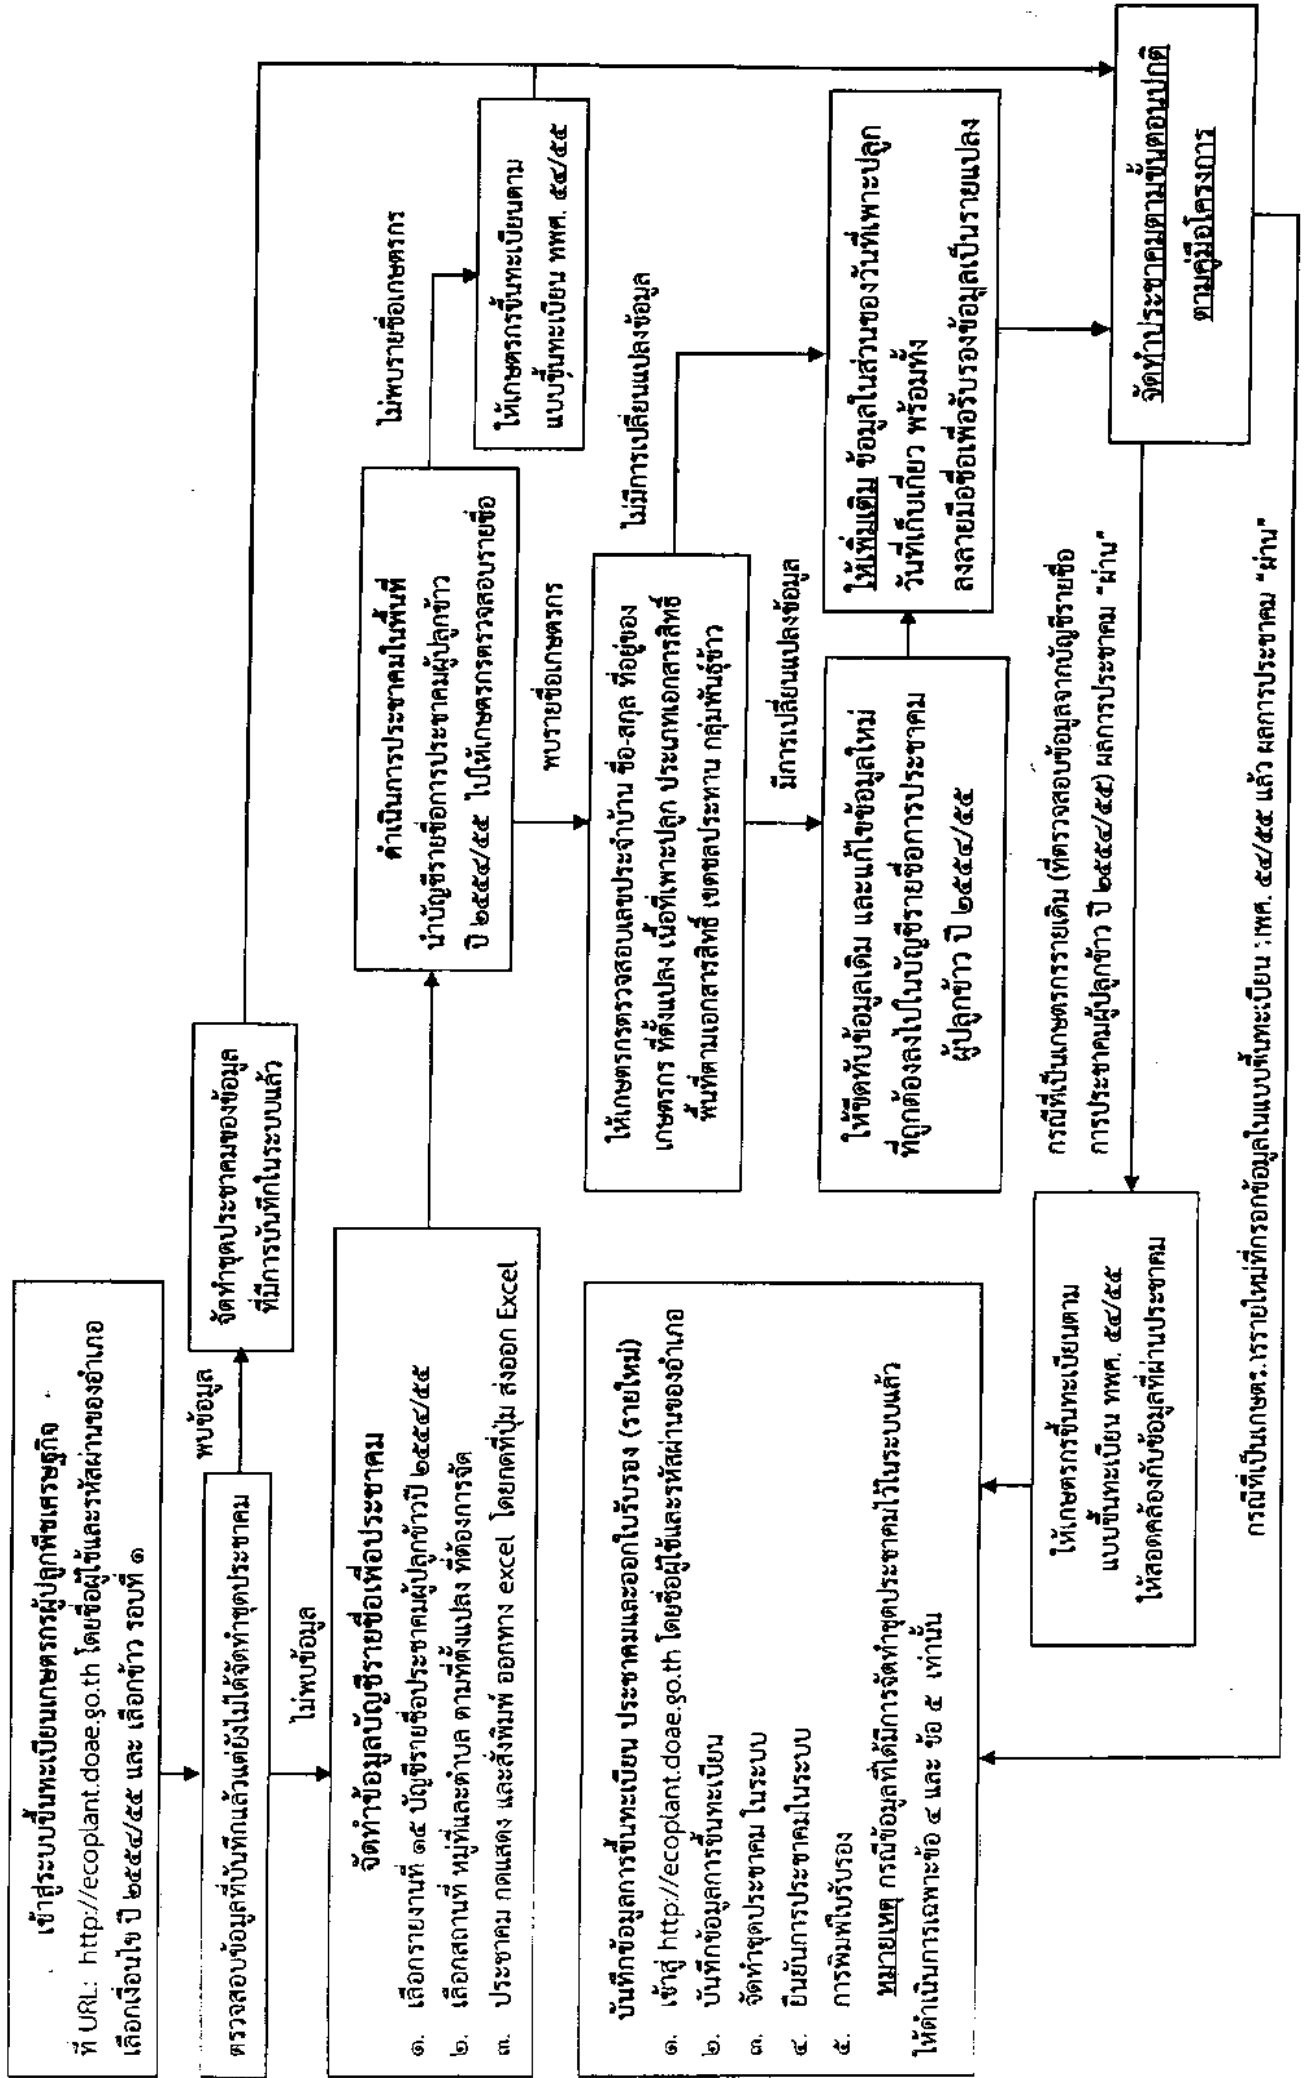 เข้าสู่ระบบขึ้นทะเบียนเกษตรกรผู้ปลูกพืชเศรษฐกิจ
ที่ URL: http://ecoplant.doae.go.th โดยชื่อผู้ใช้และรหัสผ่านของอำเภอ
เลือกเงื่อนไข ปี ๒๕๕๔/๕๕ และ เลือกข้าว รอบที่ ๑
ตรวจสอบข้อมูลที่บันทึกแล้วแต่ยังไม่ได้จัดทำชุดประชาคม
พบข้อมูล
จัดทำชุดประชาคมของข้อมูล
ที่มีการบันทึกในระบบแล้ว
ไม่พบข้อมูล
จัดทำข้อมูลบัญชีรายชื่อเพื่อประชาคม
๑. เลือกรายงานที่ ๑๕ บัญชีรายชื่อประชาคมผู้ปลูกข้าวปี ๒๕๕๔/๕๕
๒. เลือกสถานที่ หมู่ที่และตำบล ตามที่ตั้งแปลง ที่ต้องการจัด
๓. ประชาคม กดแสดง และสั่งพิมพ์ ออกทาง excel โดยกดที่ปุ่ม ส่งออก Excel
ดำเนินการประชาคมในพื้นที่
นำบัญชีรายชื่อการประชาคมผู้ปลูกข้าว
ปี ๒๕๕๔/๕๕ ไปให้เกษตรกรตรวจสอบรายชื่อ
ไม่พบรายชื่อเกษตรกร
ให้เกษตรกรขึ้นทะเบียนตาม
แบบขึ้นทะเบียน ทพศ. ๕๔/๕๕
พบรายชื่อเกษตรกร
ให้เกษตรกรตรวจสอบเลขประจำบ้าน ชื่อ-สกุล ที่อยู่ของ
เกษตรกร ที่ตั้งแปลง เนื้อที่เพาะปลูก ประเภทเอกสารสิทธิ์
พื้นที่ตามเอกสารสิทธิ์ เขตชลประทาน กลุ่มพันธุ์ข้าว
ไม่มีการเปลี่ยนแปลงข้อมูล
มีการเปลี่ยนแปลงข้อมูล
ให้ขีดทับข้อมูลเดิม และแก้ไขข้อมูลใหม่
ที่ถูกต้องลงไปในบัญชีรายชื่อการประชาคม
ผู้ปลูกข้าว ปี ๒๕๕๔/๕๕
ให้เพิ่มเติม ข้อมูลในส่วนของวันที่เพาะปลูก
วันที่เก็บเกี่ยว พร้อมทั้ง
ลงลายมือชื่อเพื่อรับรองข้อมูลเป็นรายแปลง
จัดทำประชาคมตามขั้นตอนปกติ
ตามคู่มือโครงการ
กรณีที่เป็นเกษตรกรรายเดิม (ที่ตรวจสอบข้อมูลจากบัญชีรายชื่อ
การประชาคมผู้ปลูกข้าว ปี ๒๕๕๔/๕๕) ผลการประชาคม "ผ่าน"
ให้เกษตรกรขึ้นทะเบียนตาม
แบบขึ้นทะเบียน ทพศ. ๕๔/๕๕
ให้สอดคล้องกับข้อมูลที่ผ่านประชาคม
กรณีที่เป็นเกษตรกรรายใหม่ที่กรอกข้อมูลในแบบขึ้นทะเบียน ทพศ. ๕๔/๕๕ แล้ว ผลการประชาคม "ผ่าน"
บันทึกข้อมูลการขึ้นทะเบียน ประชาคมและออกใบรับรอง (รายใหม่)
๑. เข้าสู่ http://ecoplant.doae.go.th โดยชื่อผู้ใช้และรหัสผ่านของอำเภอ
๒. บันทึกข้อมูลการขึ้นทะเบียน
๓. จัดทำชุดประชาคม ในระบบ
๔. ยืนยันการประชาคมในระบบ
๕. การพิมพ์ใบรับรอง
หมายเหตุ กรณีข้อมูลที่ได้มีการจัดทำชุดประชาคมไว้ในระบบแล้ว
ให้ดำเนินการเฉพาะข้อ ๔ และ ข้อ ๕ เท่านั้น